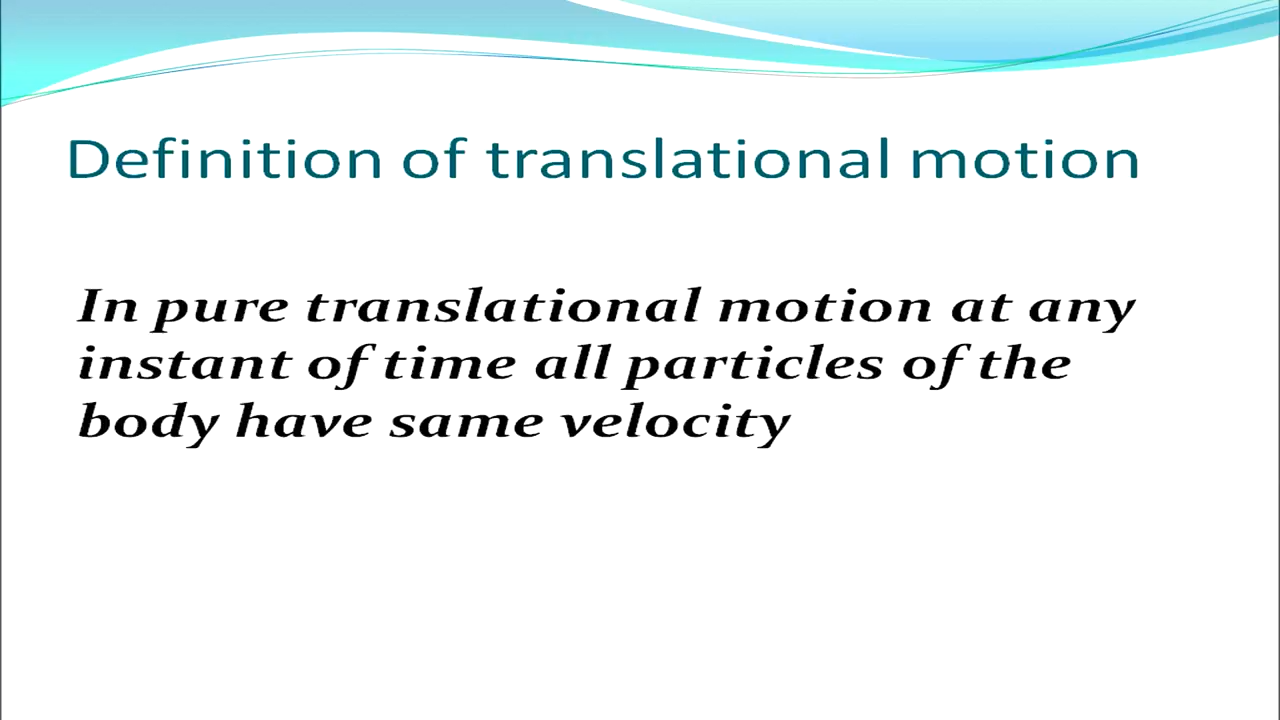 Definition of translational motion
In pure translational motion at any
instant of time all particles of the
body have same velocity